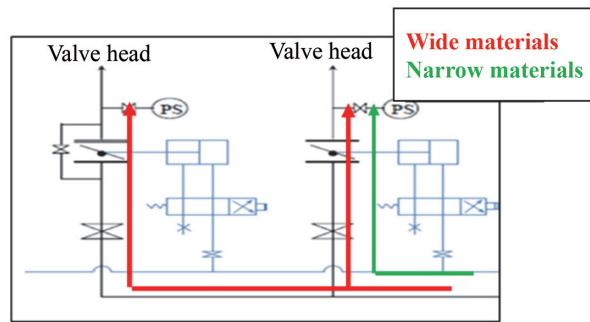 Valve head
Valve head
Wide materials
Narrow materials
PS
PS